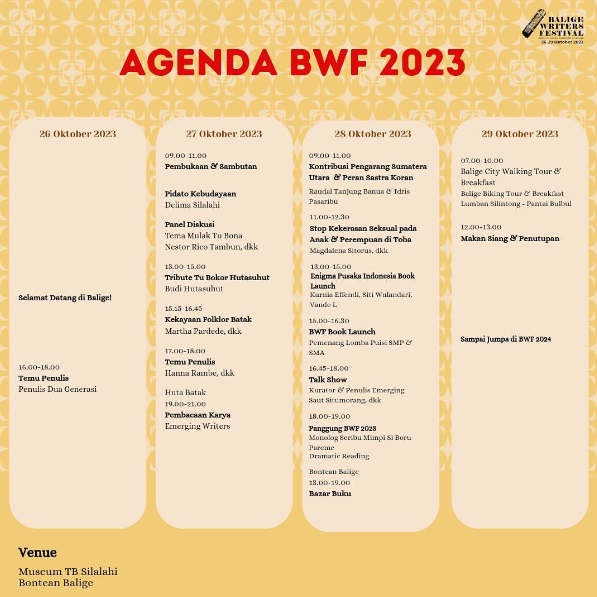 BALIGE
WRITERS
FESTIVAL
26-29 Oktober 2023
AGENDA BWF 2023
26 Oktober 2023
Selamat Datang di Balige!
16.00-18.00
Temu Penulis
Penulis Dua Generasi
27 Oktober 2023
09.00-11.00
Pembukaan & Sambutan
Pidato Kebudayaan
Delima Silalahi
Panel Diskusi
Tema Mulak Tu Bona
Nestor Rico Tambun, dkk
13.00-15.00
Tribute Tu Bokor Hutasuhut
Budi Hutasuhut
15.15-16.45
Kekayaan Folklor Batak
Martha Pardede, dkk
17.00-18.00
Temu Penulis
Hanna Rambe, dkk
Huta Batak
19.00-21.00
Pembacaan Karya
Emerging Writers
28 Oktober 2023
09.00-11.00
Kontribusi Pengarang Sumatera
Utara & Peran Sastra Koran
Raudal Tanjung Banua & Idris
Pasaribu
11.00-12.30
Stop Kekerasan Seksual pada
Anak & Perempuan di Toba
Magdalena Sitorus, dkk
13.00-15.00
Enigma Pusaka Indonesia Book
Launch
Kurnia Effendi, Siti Wulandari,
Vande L
16.00-16.30
BWF Book Launch
Pemenang Lomba Puisi SMP &
SMA
16.45-18.00
Talk Show
Kurator & Penulis Emerging
Saut Situmorang, dkk
18.00-19.00
Panggung BWF 2023
Monolog Seribu Mimpi Si Boru
Pareme
Dramatic Reading
Bontean Balige
13.00-19.00
Bazar Buku
29 Oktober 2023
07.00-10.00
Balige City Walking Tour &
Breakfast
Balige Biking Tour & Breakfast
Lumban Silintong - Pantai Bulbul
12.00-13.00
Makan Siang & Penutupan
Sampai Jumpa di BWF 2024
Venue
Museum TB Silalahi
Bontean Balige